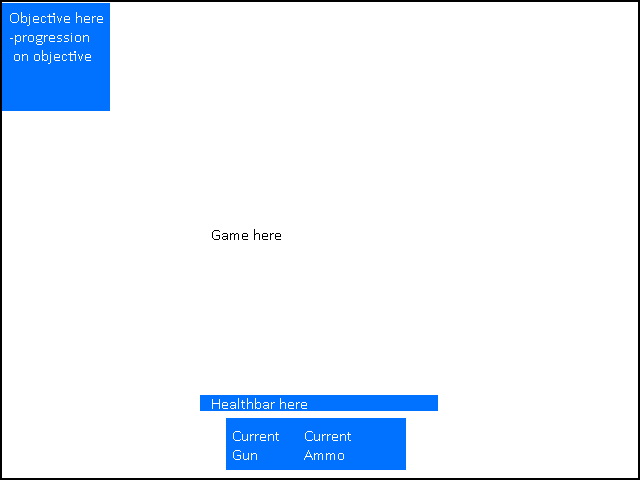 Objective here
-progression
on objective
Game here
Healthbar here
Current Current
Gun Ammo